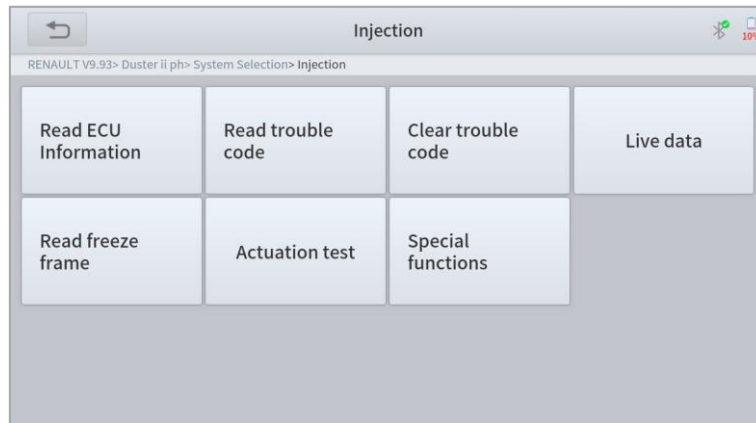 Injection
10%
RENAULT V9.93> Duster ii ph> System Selection> Injection
Read ECU
Information
Read trouble
code
Clear trouble
code
Live data
Read freeze
frame
Actuation test
Special
functions